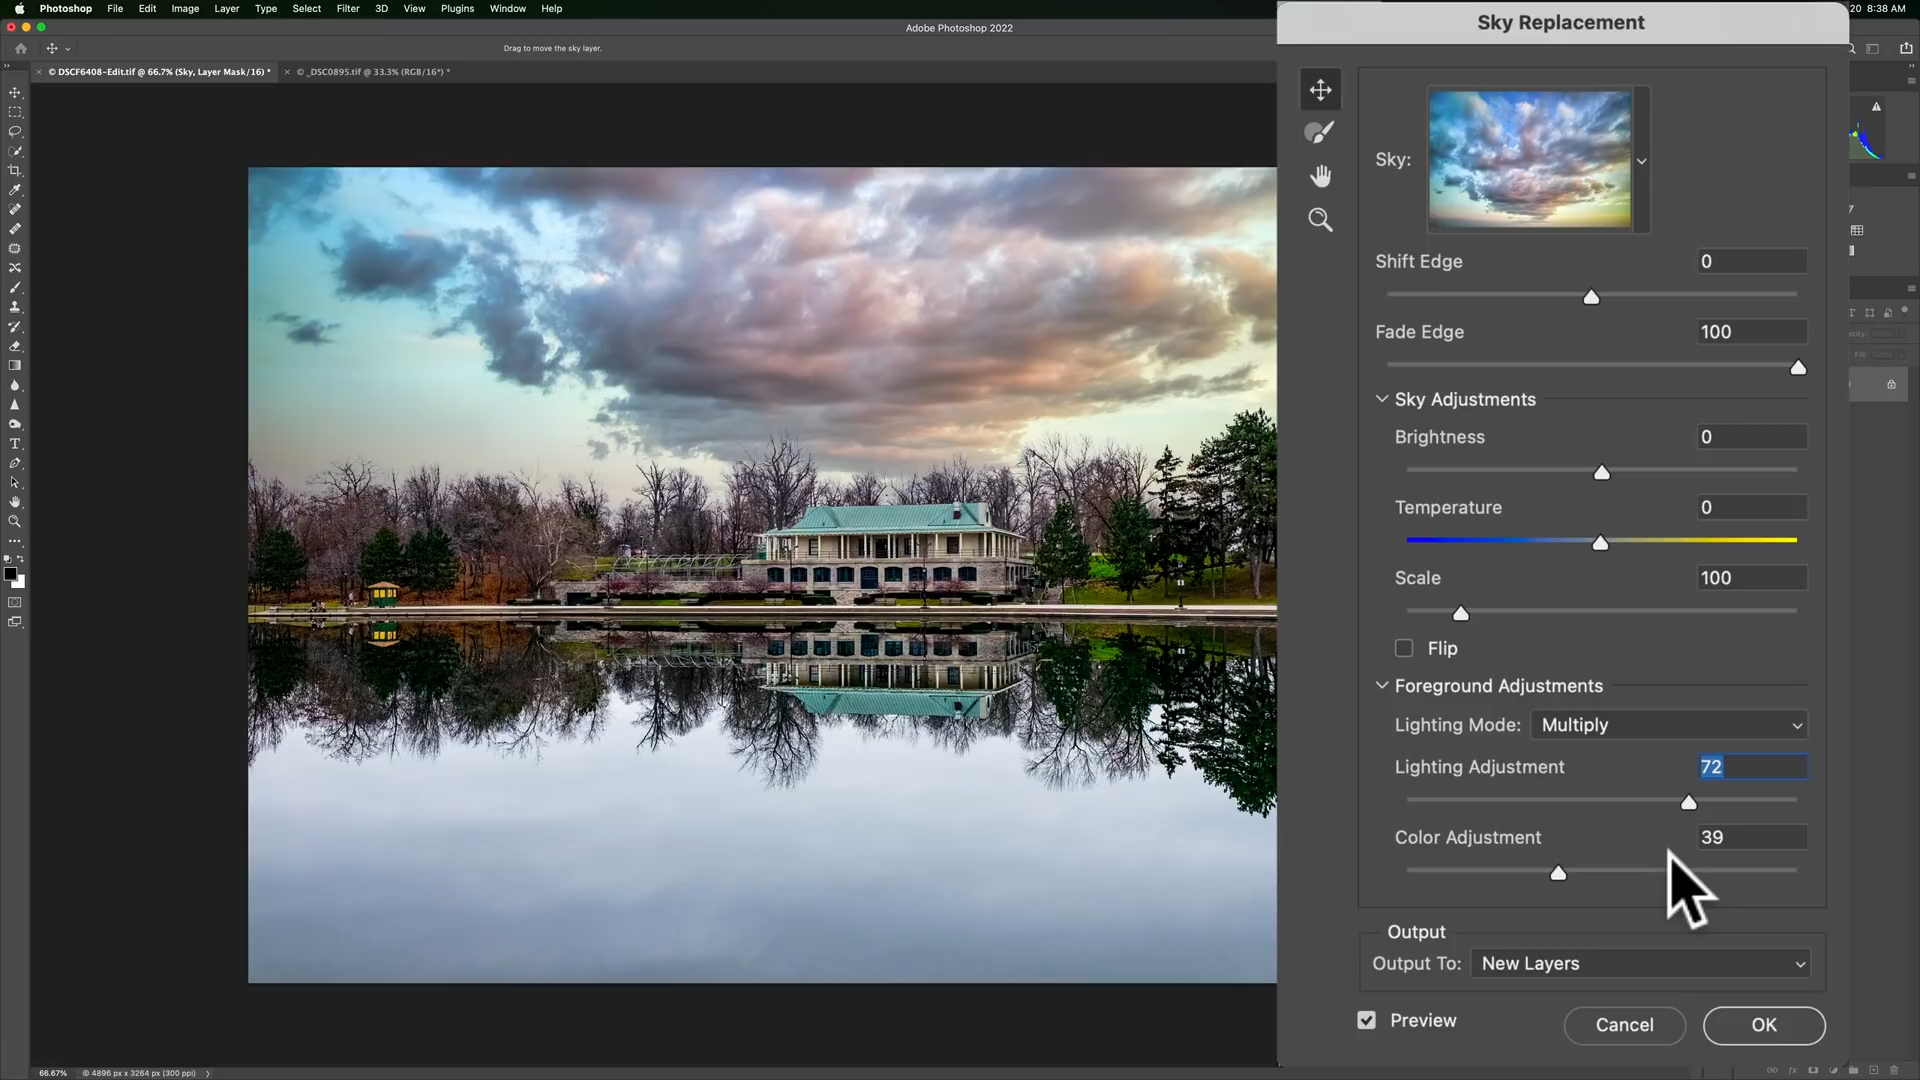 Photoshop File Edit Image Layer Type Select Filter 3D View Plugins Window Help
20 8:38 AM
Adobe Photoshop 2022
Drag to move the sky layer.
© DSCF6408-Edit.tif @ 66.7% (Sky, Layer Mask/16) *
© _DSC0895.tif @ 33.3% (RGB/16*) *
Sky Replacement
Sky:
Shift Edge 0
Fade Edge 100
Sky Adjustments
Brightness 0
Temperature 0
Scale 100
Flip
Foreground Adjustments
Lighting Mode: Multiply
Lighting Adjustment 72
Color Adjustment 39
Output
Output To: New Layers
Preview Cancel OK
66.67% 4896 px x 3264 px (300 ppi)